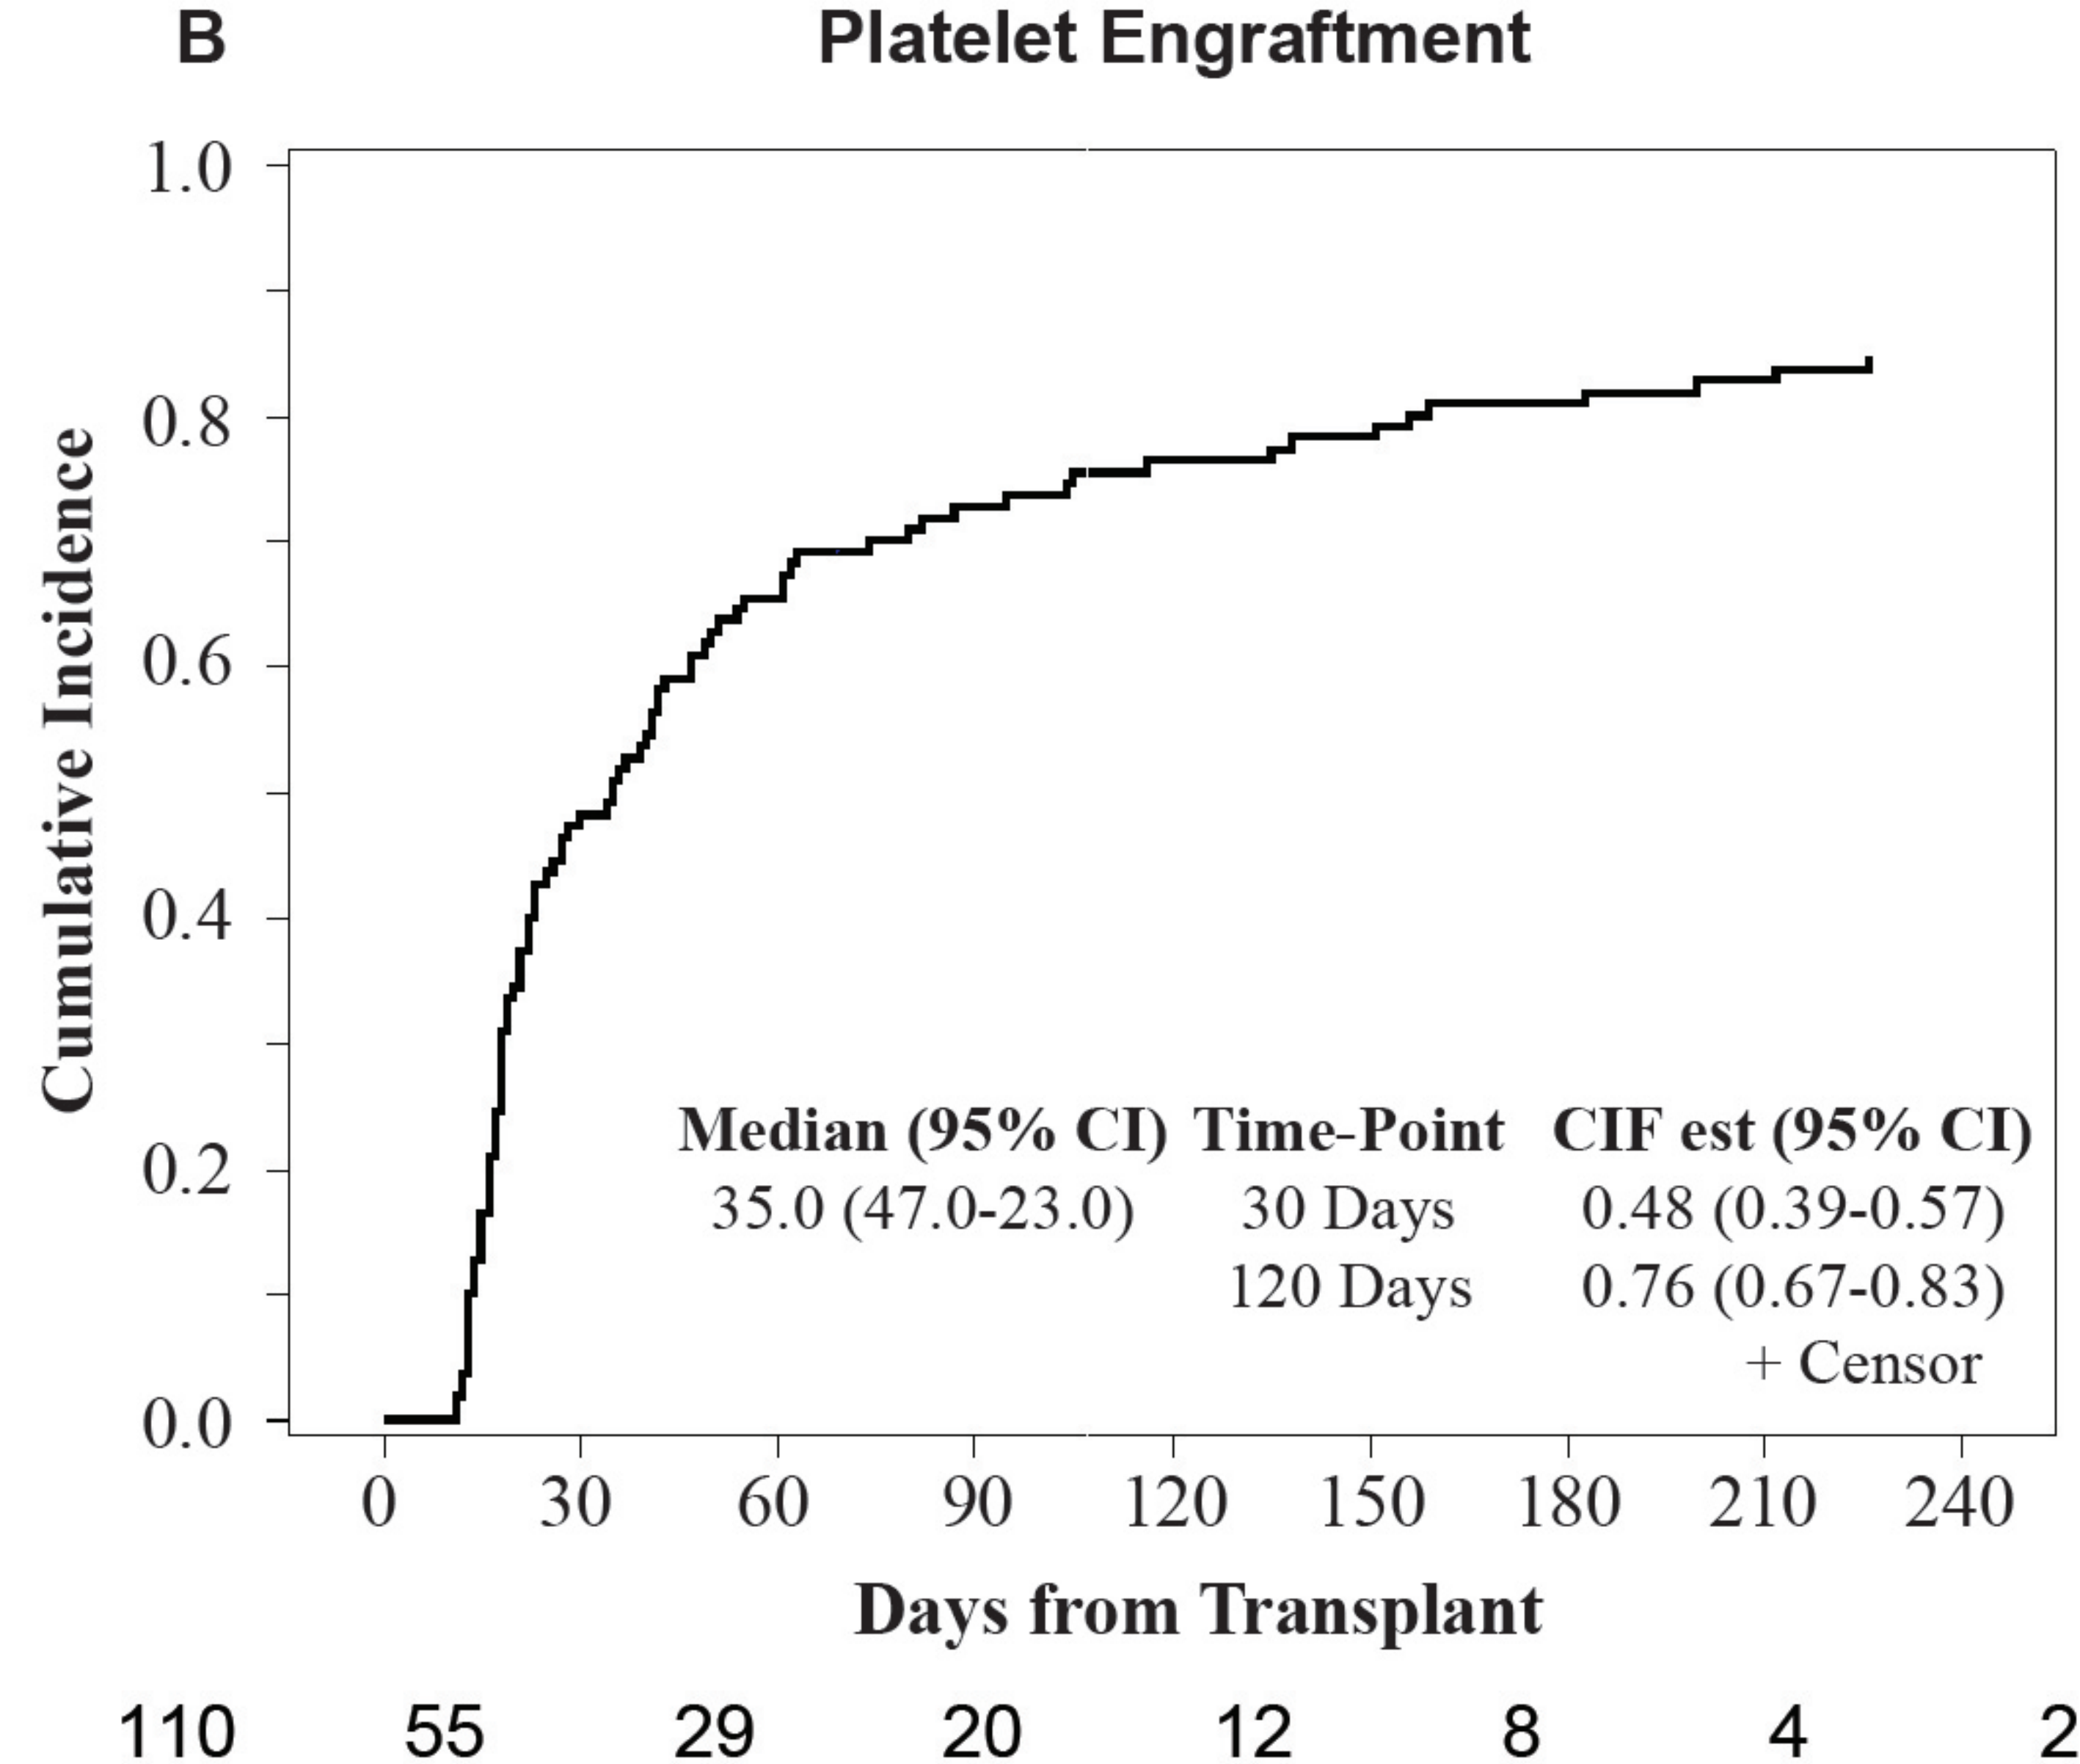 B Platelet Engraftment
1.0
0.8
0.6
0.4
0.2
0.0
Cumulative Incidence
Median (95% CI) Time-Point CIF est (95% CI)
35.0 (47.0-23.0) 30 Days 0.48 (0.39-0.57)
120 Days 0.76 (0.67-0.83)
+ Censor
0 30 60 90 120 150 180 210 240
Days from Transplant
110 55 29 20 12 8 4 2